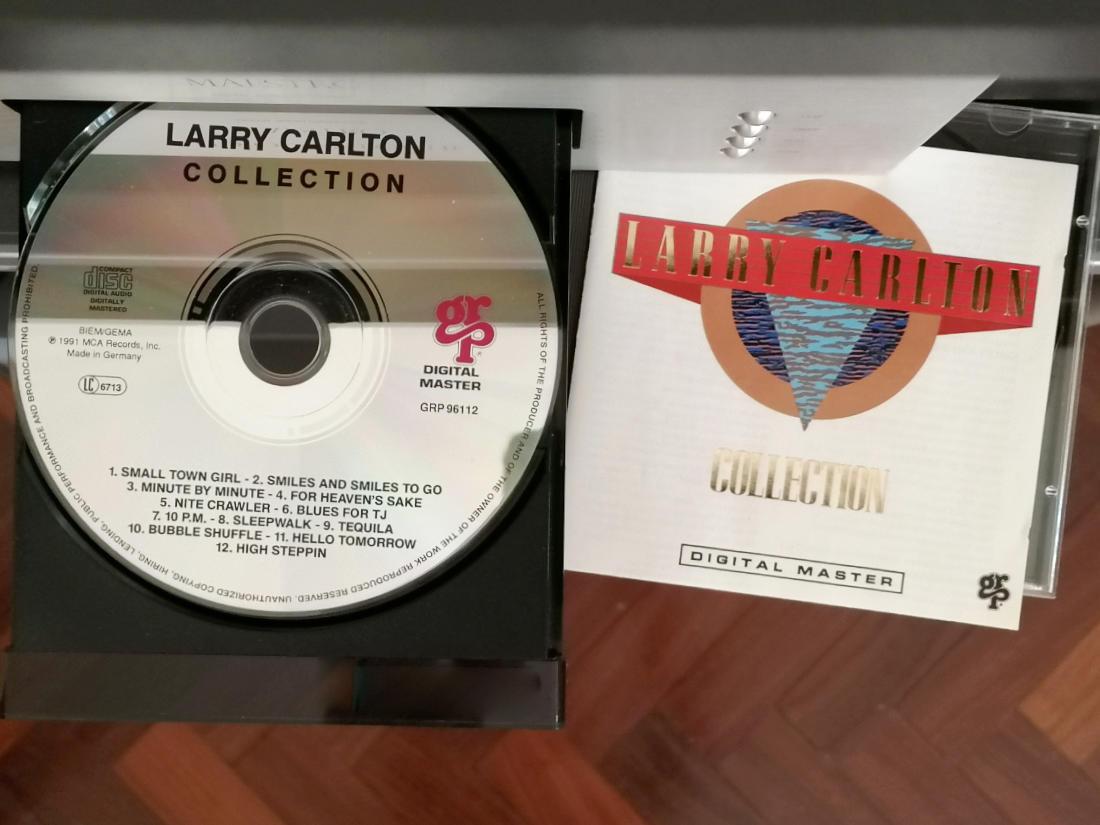 LARRY CARLTON
COLLECTION
COMPACT
disc
DIGITAL AUDIO
DIGITALLY
MASTERED
BIEM/GEMA
℗ 1991 MCA Records, Inc.
Made in Germany
LC 6713
grp®
DIGITAL
MASTER
GRP 96112
1. SMALL TOWN GIRL - 2. SMILES AND SMILES TO GO
3. MINUTE BY MINUTE - 4. FOR HEAVEN'S SAKE
5. NITE CRAWLER - 6. BLUES FOR TJ
7. 10 P.M. - 8. SLEEPWALK - 9. TEQUILA
10. BUBBLE SHUFFLE - 11. HELLO TOMORROW
12. HIGH STEPPIN
ALL RIGHTS OF THE PRODUCER AND OF THE OWNER OF THE WORK REPRODUCED RESERVED. UNAUTHORIZED COPYING, HIRING, LENDING, PUBLIC PERFORMANCE AND BROADCASTING PROHIBITED.
LARRY CARLTON
COLLECTION
DIGITAL MASTER
grp